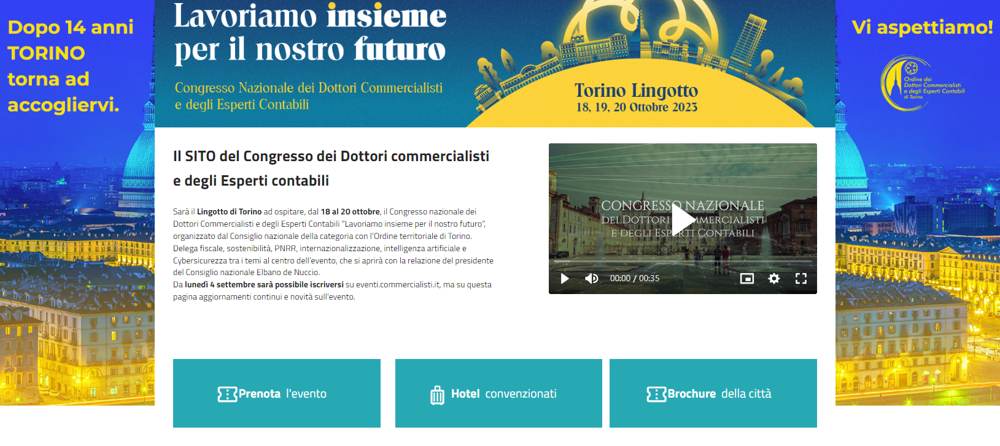 Dopo 14 anni
TORINO
torna ad
accogliervi.
Lavoriamo insieme
per il nostro futuro
Congresso Nazionale dei Dottori Commercialisti
e degli Esperti Contabili
Torino Lingotto
18, 19, 20 Ottobre 2023
Vi aspettiamo!
Ordine dei
Dottori Commercialisti
e degli Esperti Contabili
di Torino
Il SITO del Congresso dei Dottori commercialisti
e degli Esperti contabili
Sarà il Lingotto di Torino ad ospitare, dal 18 al 20 ottobre, il Congresso nazionale dei
Dottori Commercialisti e degli Esperti Contabili “Lavoriamo insieme per il nostro futuro”,
organizzato dal Consiglio nazionale della categoria con l’Ordine territoriale di Torino.
Delega fiscale, sostenibilità, PNRR, internazionalizzazione, intelligenza artificiale e
Cybersicurezza tra i temi al centro dell’evento, che si aprirà con la relazione del presidente
del Consiglio nazionale Elbano de Nuccio.
Da lunedì 4 settembre sarà possibile iscriversi su eventi.commercialisti.it, ma su questa
pagina aggiornamenti continui e novità sull’evento.
CONGRESSO NAZIONALE
DEI DOTTORI COMMERCIALISTI
E DEGLI ESPERTI CONTABILI
00:00 / 00:35
Prenota l'evento
Hotel convenzionati
Brochure della città